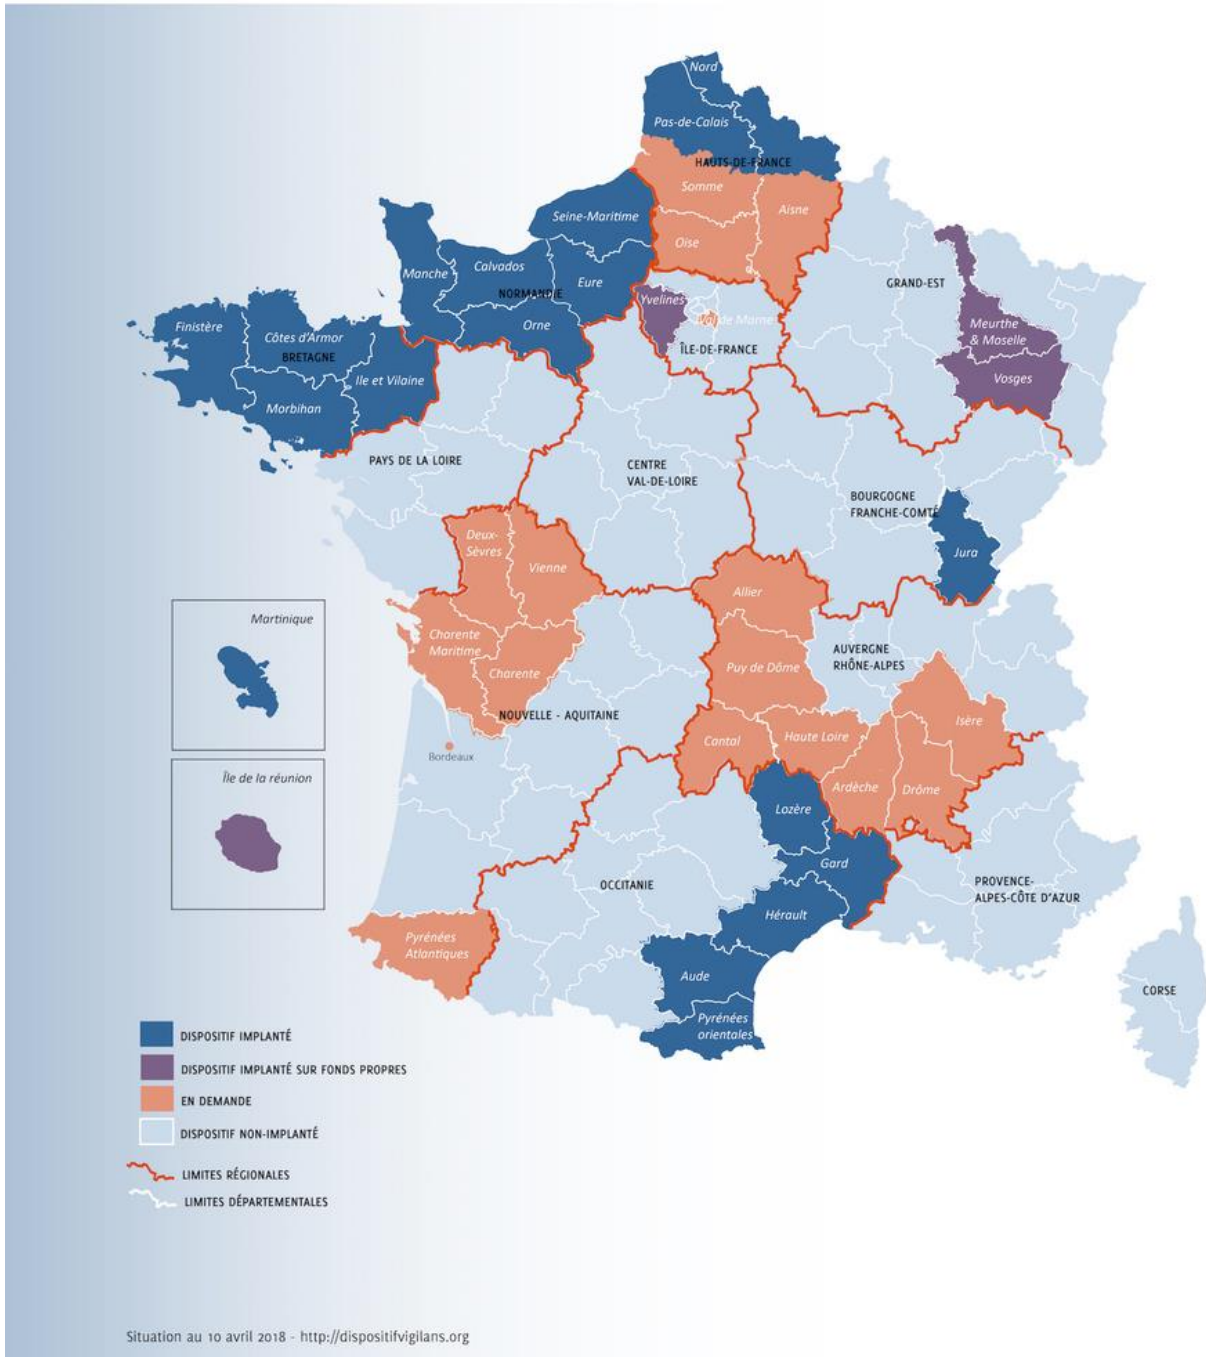 Nord
Pas-de-Calais
HAUTS-DE-FRANCE
Somme
Aisne
Oise
Seine-Maritime
Manche
Calvados
Eure
NORMANDIE
Orne
GRAND-EST
Yvelines
Val de Marne
ÎLE-DE-FRANCE
Meurthe
& Moselle
Vosges
Finistère
Côtes d'Armor
BRETAGNE
Ile et Vilaine
Morbihan
PAYS DE LA LOIRE
CENTRE
VAL-DE-LOIRE
BOURGOGNE
FRANCHE-COMTÉ
Jura
Deux-
Sèvres
Vienne
Allier
Martinique
Charente
Maritime
Charente
Puy de Dôme
AUVERGNE
RHÔNE-ALPES
NOUVELLE - AQUITAINE
Isère
Cantal
Haute Loire
Bordeaux
Ardèche
Drôme
Île de la réunion
Lozère
Gard
OCCITANIE
PROVENCE-
ALPES-CÔTE D'AZUR
Hérault
Pyrénées
Atlantiques
Aude
CORSE
Pyrénées
orientales
DISPOSITIF IMPLANTÉ
DISPOSITIF IMPLANTÉ SUR FONDS PROPRES
EN DEMANDE
DISPOSITIF NON-IMPLANTÉ
LIMITES RÉGIONALES
LIMITES DÉPARTEMENTALES
Situation au 10 avril 2018 - http://dispositifvigilans.org